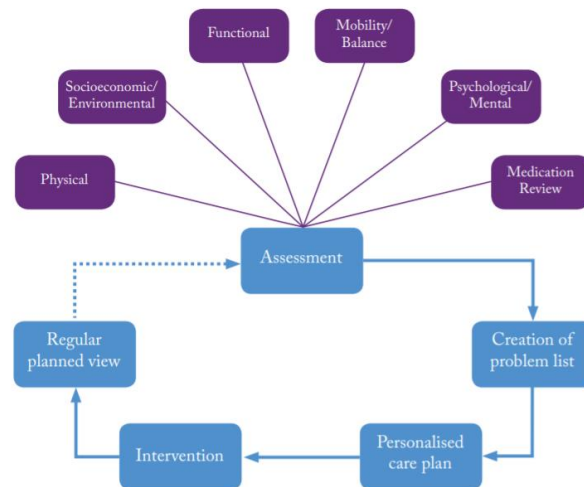 Functional
Mobility/
Balance
Socioeconomic/
Environmental
Psychological/
Mental
Physical
Medication
Review
Assessment
Regular
planned view
Creation of
problem list
Intervention
Personalised
care plan